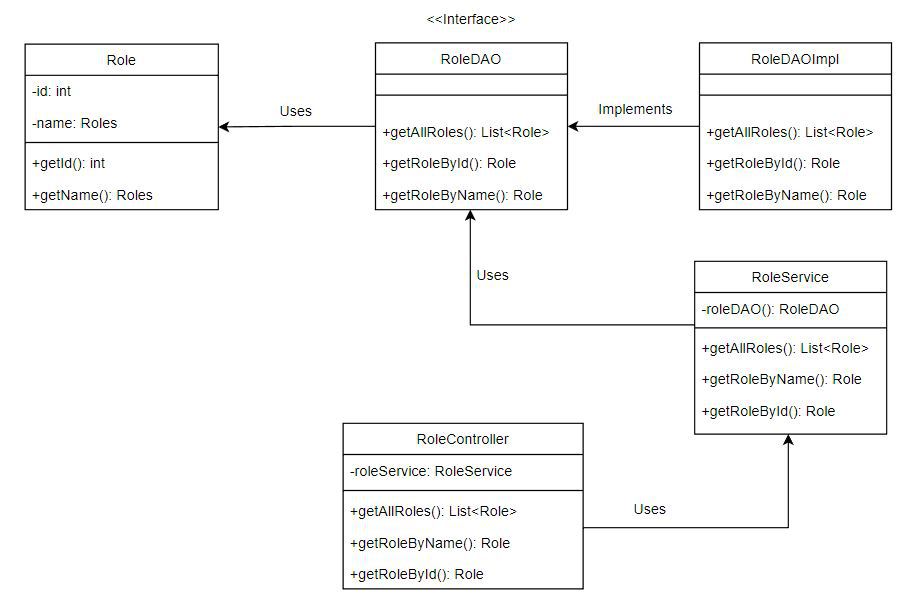 <<Interface>>
Role
-id: int
-name: Roles
+getId(): int
+getName(): Roles
Uses
RoleDAO
+getAllRoles(): List<Role>
+getRoleById(): Role
+getRoleByName(): Role
Implements
RoleDAOImpl
+getAllRoles(): List<Role>
+getRoleById(): Role
+getRoleByName(): Role
Uses
RoleService
-roleDAO(): RoleDAO
+getAllRoles(): List<Role>
+getRoleByName(): Role
+getRoleById(): Role
RoleController
-roleService: RoleService
+getAllRoles(): List<Role>
+getRoleByName(): Role
+getRoleById(): Role
Uses